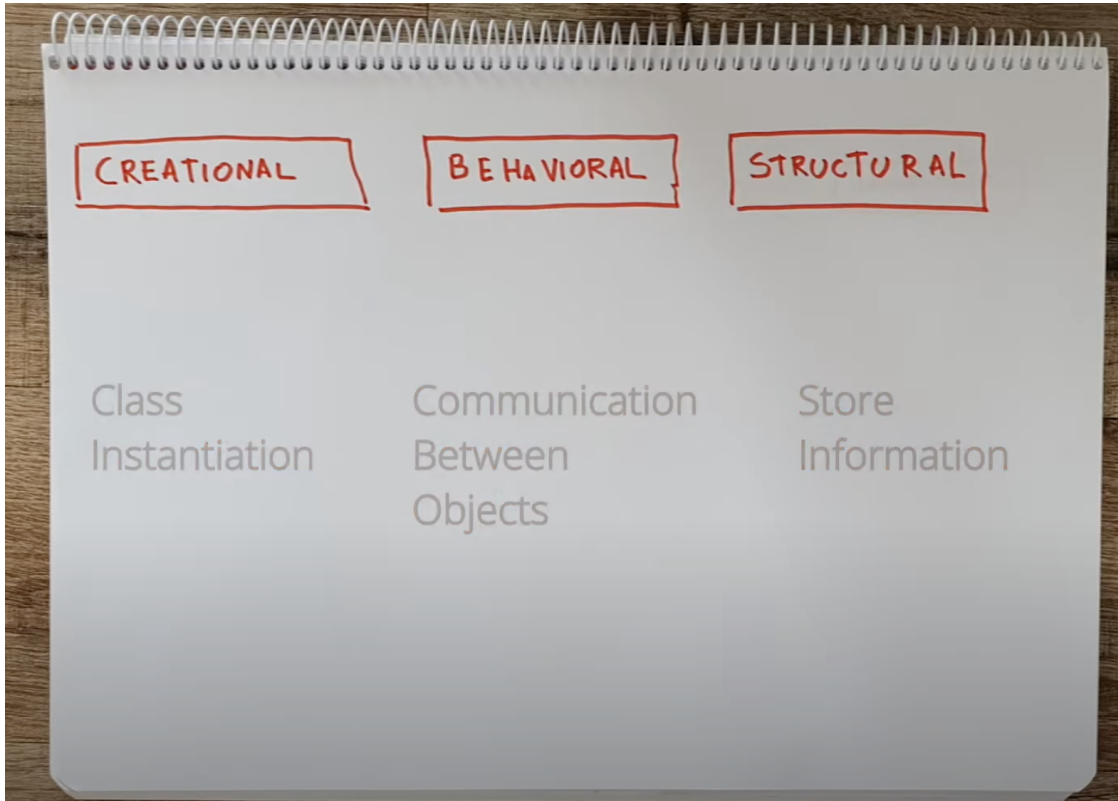 CREATIONAL
BEHaVIORAL
STRUCTURAL
Class
Instantiation
Communication
Between
Objects
Store
Information